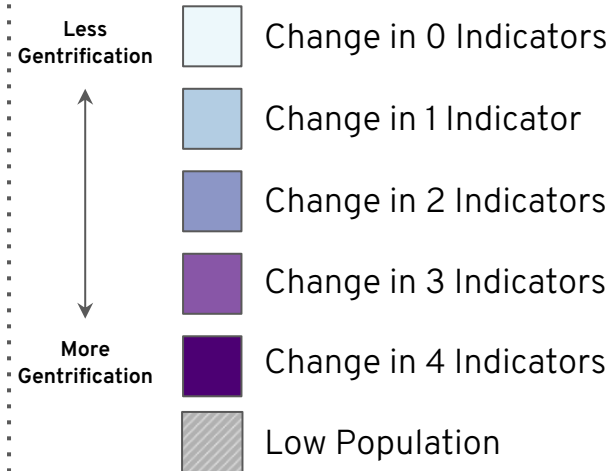 Less
Gentrification
Change in 0 Indicators
Change in 1 Indicator
Change in 2 Indicators
Change in 3 Indicators
More
Gentrification
Change in 4 Indicators
Low Population